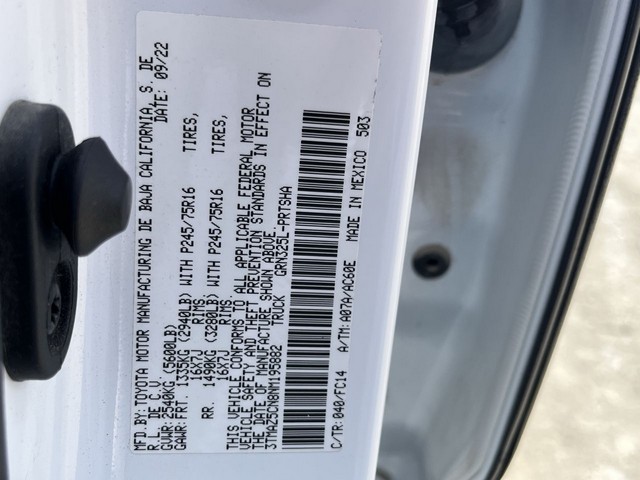 MFD.BY: TOYOTA MOTOR MANUFACTURING DE BAJA CALIFORNIA, S. DE
R.L. DE C.V. DATE: 09/22
GVWR: 2540KG (5600LB)
GAWR: FRT. 1335KG (2940LB) WITH P245/75R16 TIRES,
16X7J RIMS.
RR. 1490KG (3280LB) WITH P245/75R16 TIRES,
16X7J RIMS.
THIS VEHICLE CONFORMS TO ALL APPLICABLE FEDERAL MOTOR
VEHICLE SAFETY AND THEFT PREVENTION STANDARDS IN EFFECT ON
THE DATE OF MANUFACTURE SHOWN ABOVE.
3TMAZ5CN8NM195882 TRUCK GRN325L-PRTSHA
C/TR: 040/FC14 A/TM: A07A/AC60E MADE IN MEXICO 503